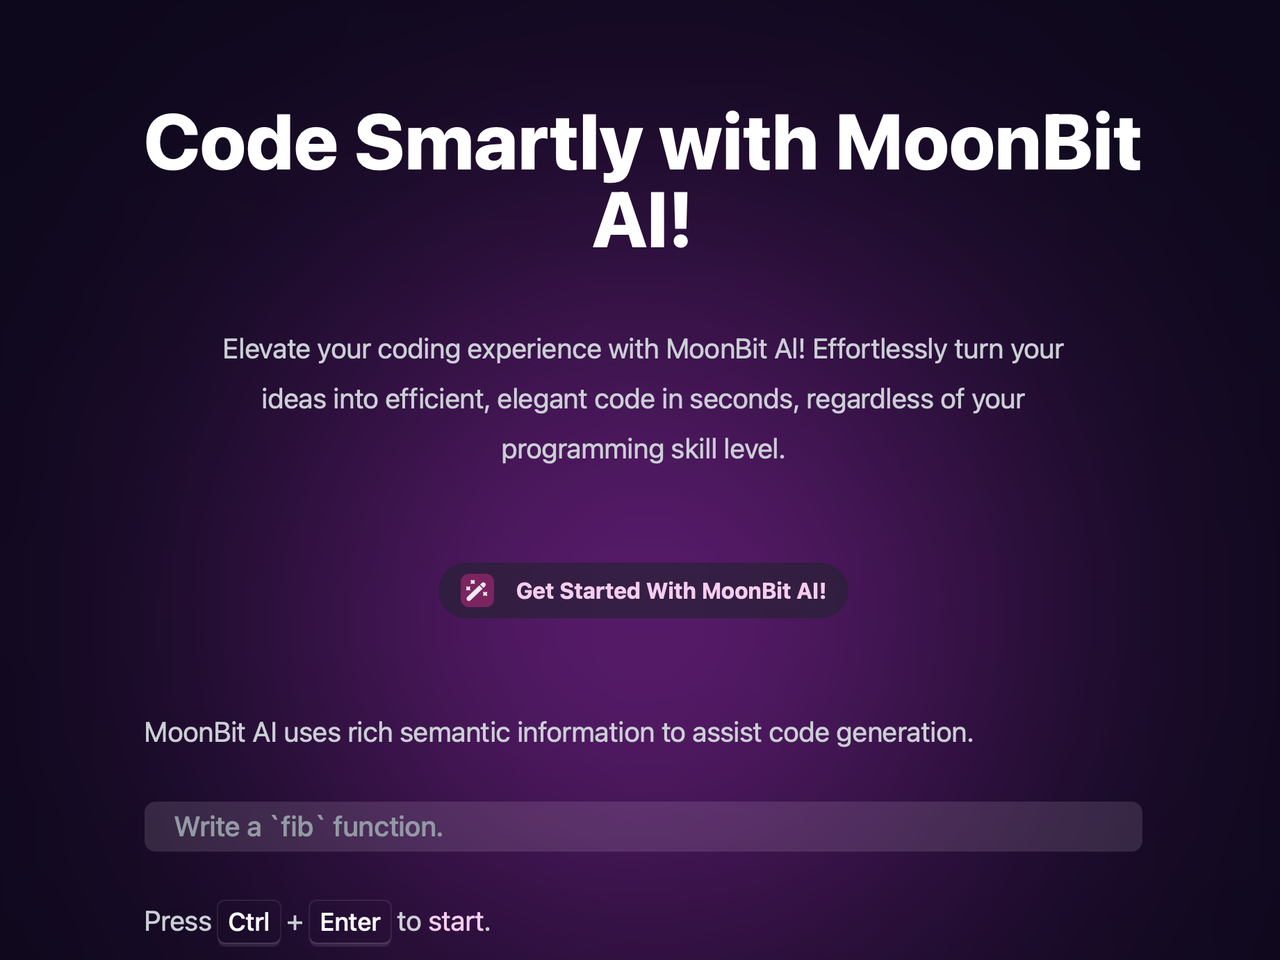 Code Smartly with MoonBit
AI!
Elevate your coding experience with MoonBit AI! Effortlessly turn your
ideas into efficient, elegant code in seconds, regardless of your
programming skill level.
Get Started With MoonBit AI!
MoonBit AI uses rich semantic information to assist code generation.
Write a `fib` function.
Press Ctrl + Enter to start.